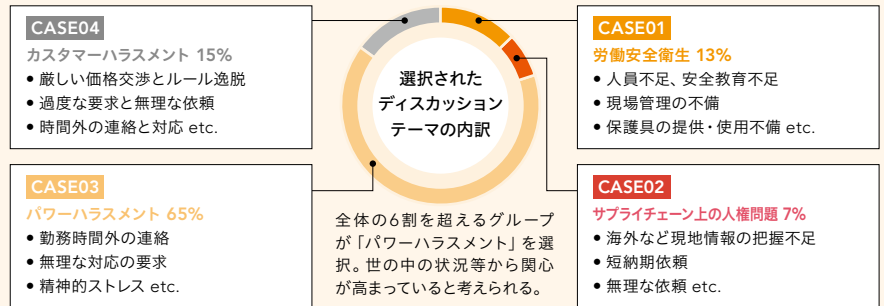 CASE04
カスタマーハラスメント 15%
• 厳しい価格交渉とルール逸脱
• 過度な要求と無理な依頼
• 時間外の連絡と対応 etc.
選択された
ディスカッション
テーマの内訳
CASE01
労働安全衛生 13%
• 人員不足、安全教育不足
• 現場管理の不備
• 保護具の提供・使用不備 etc.
CASE03
パワーハラスメント 65%
• 勤務時間外の連絡
• 無理な対応の要求
• 精神的ストレス etc.
全体の6割を超えるグループ
が「パワーハラスメント」を選
択。世の中の状況等から関心
が高まっていると考えられる。
CASE02
サプライチェーン上の人権問題 7%
• 海外など現地情報の把握不足
• 短納期依頼
• 無理な依頼 etc.